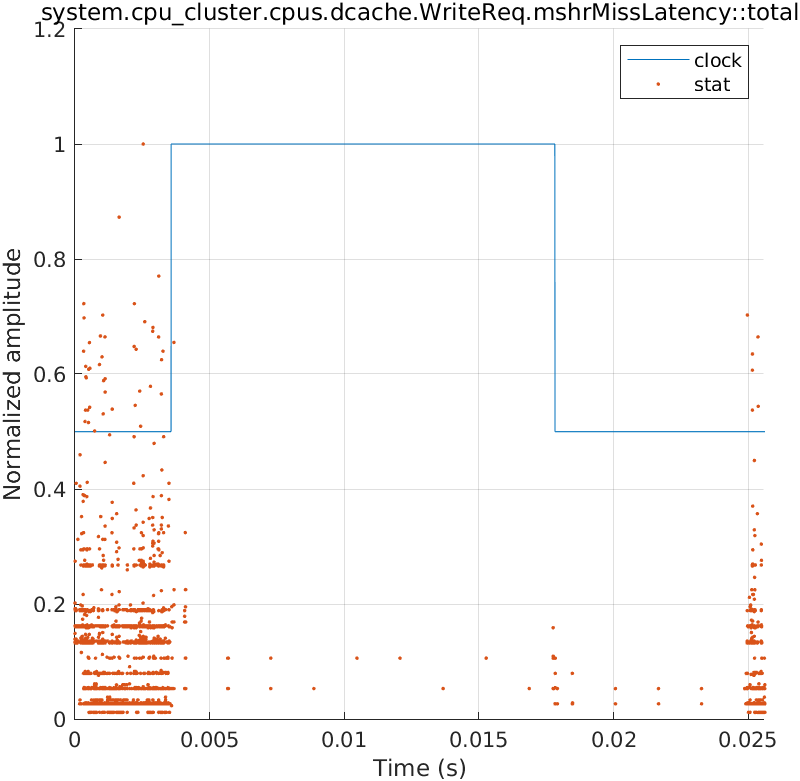 system.cpu_cluster.cpus.dcache.WriteReq.mshrMissLatency::total
1.2
1
0.8
0.6
0.4
0.2
0
Normalized amplitude
clock
stat
0 0.005 0.01 0.015 0.02 0.025
Time (s)